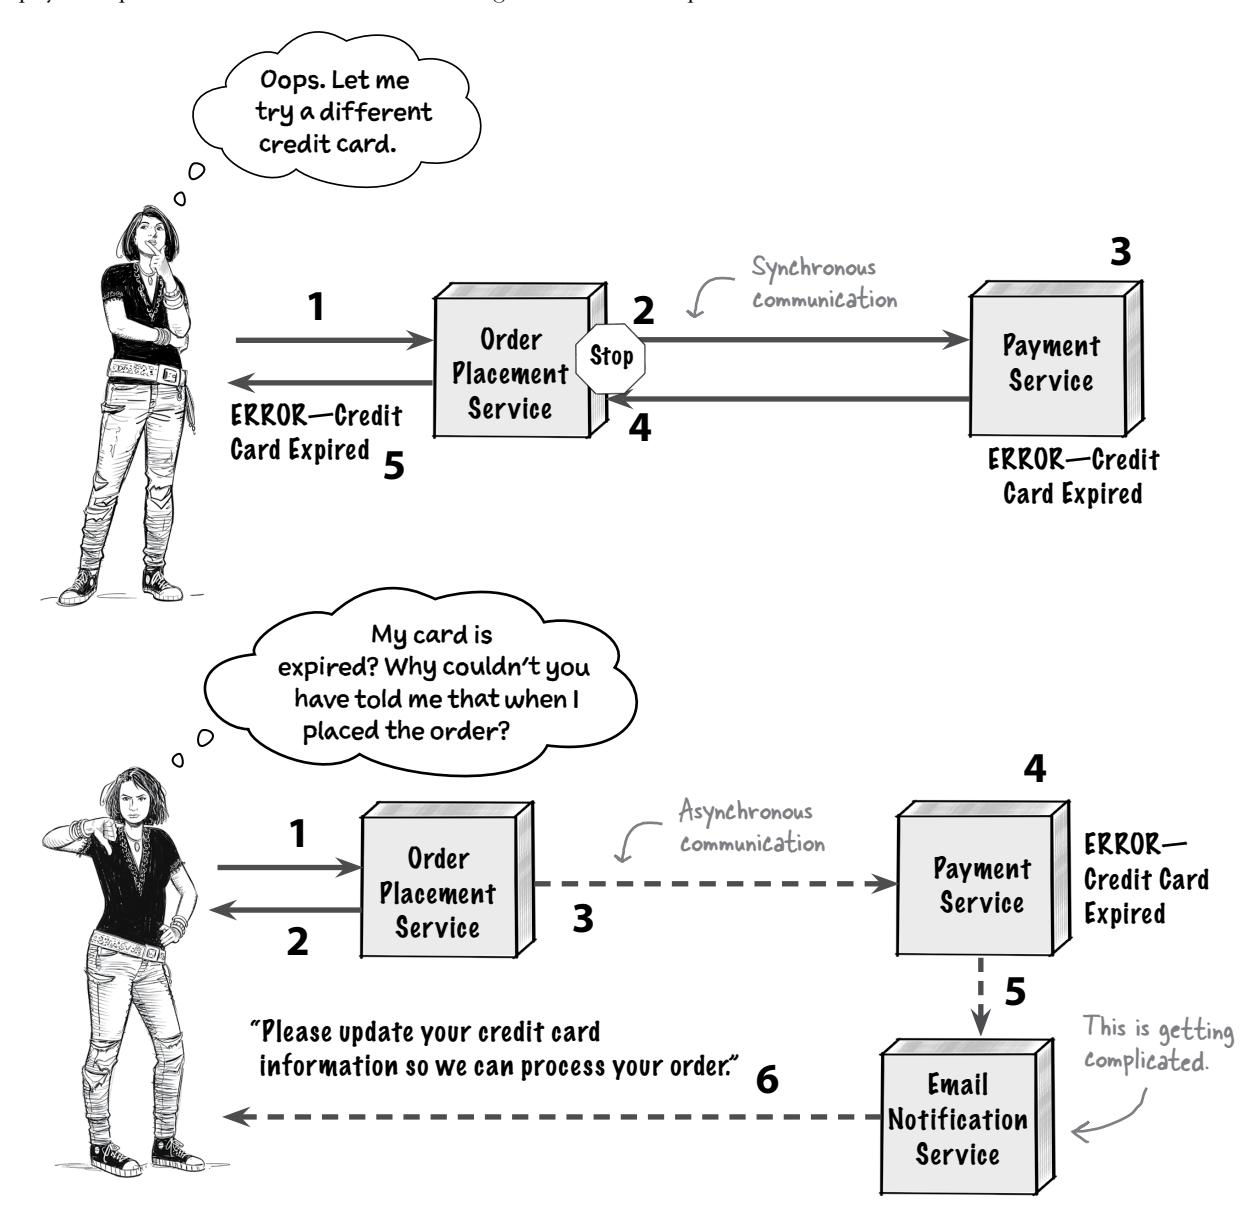 Oops. Let me
try a different
credit card.
3
1
2
Synchronous
communication
Order
Placement
Service
Stop
Payment
Service
4
ERROR—Credit
Card Expired
5
ERROR—Credit
Card Expired
My card is
expired? Why couldn't you
have told me that when I
placed the order?
4
1
Asynchronous
communication
Order
Placement
Service
Payment
Service
ERROR—
Credit Card
Expired
2
3
5
"Please update your credit card
information so we can process your order."
6
This is getting
complicated.
Email
Notification
Service